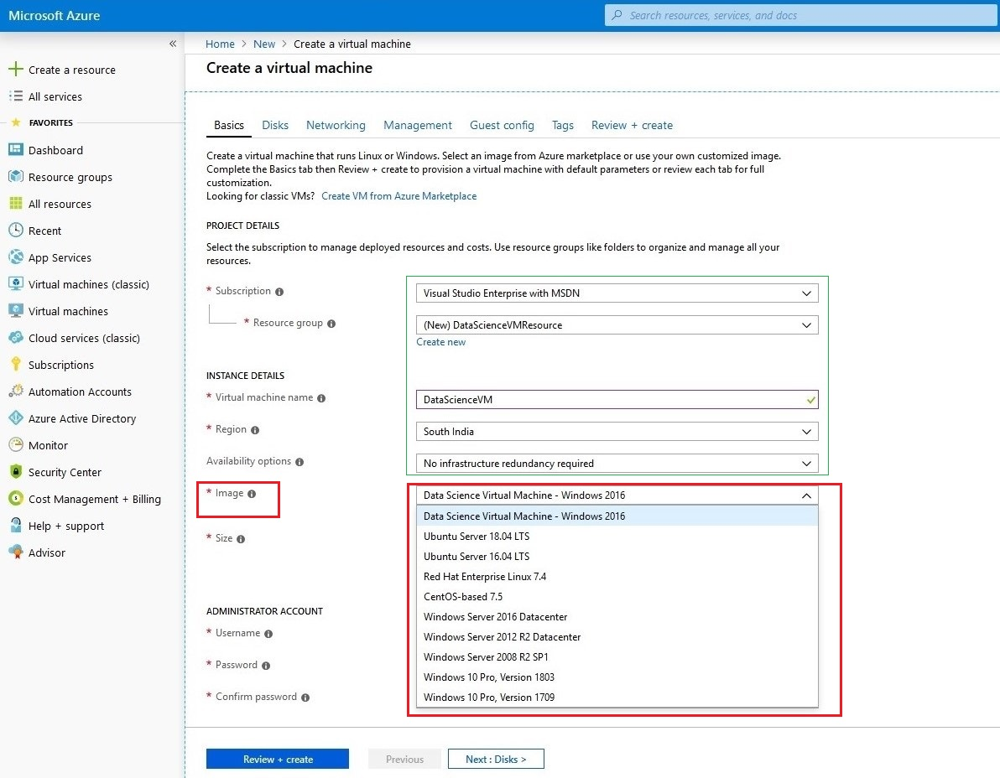 Microsoft Azure
Search resources, services, and docs
«
Create a resource
All services
FAVORITES
Dashboard
Resource groups
All resources
Recent
App Services
Virtual machines (classic)
Virtual machines
Cloud services (classic)
Subscriptions
Automation Accounts
Azure Active Directory
Monitor
Security Center
Cost Management + Billing
Help + support
Advisor
Home > New > Create a virtual machine
Create a virtual machine
Basics Disks Networking Management Guest config Tags Review + create
Create a virtual machine that runs Linux or Windows. Select an image from Azure marketplace or use your own customized image.
Complete the Basics tab then Review + create to provision a virtual machine with default parameters or review each tab for full
customization.
Looking for classic VMs? Create VM from Azure Marketplace
PROJECT DETAILS
Select the subscription to manage deployed resources and costs. Use resource groups like folders to organize and manage all your
resources.
* Subscription Visual Studio Enterprise with MSDN
* Resource group (New) DataScienceVMResource
Create new
INSTANCE DETAILS
* Virtual machine name DataScienceVM
* Region South India
Availability options No infrastructure redundancy required
* Image Data Science Virtual Machine - Windows 2016
Data Science Virtual Machine - Windows 2016
Ubuntu Server 18.04 LTS
Ubuntu Server 16.04 LTS
Red Hat Enterprise Linux 7.4
CentOS-based 7.5
Windows Server 2016 Datacenter
Windows Server 2012 R2 Datacenter
Windows Server 2008 R2 SP1
Windows 10 Pro, Version 1803
Windows 10 Pro, Version 1709
* Size
ADMINISTRATOR ACCOUNT
* Username
* Password
* Confirm password
Review + create Previous Next : Disks >